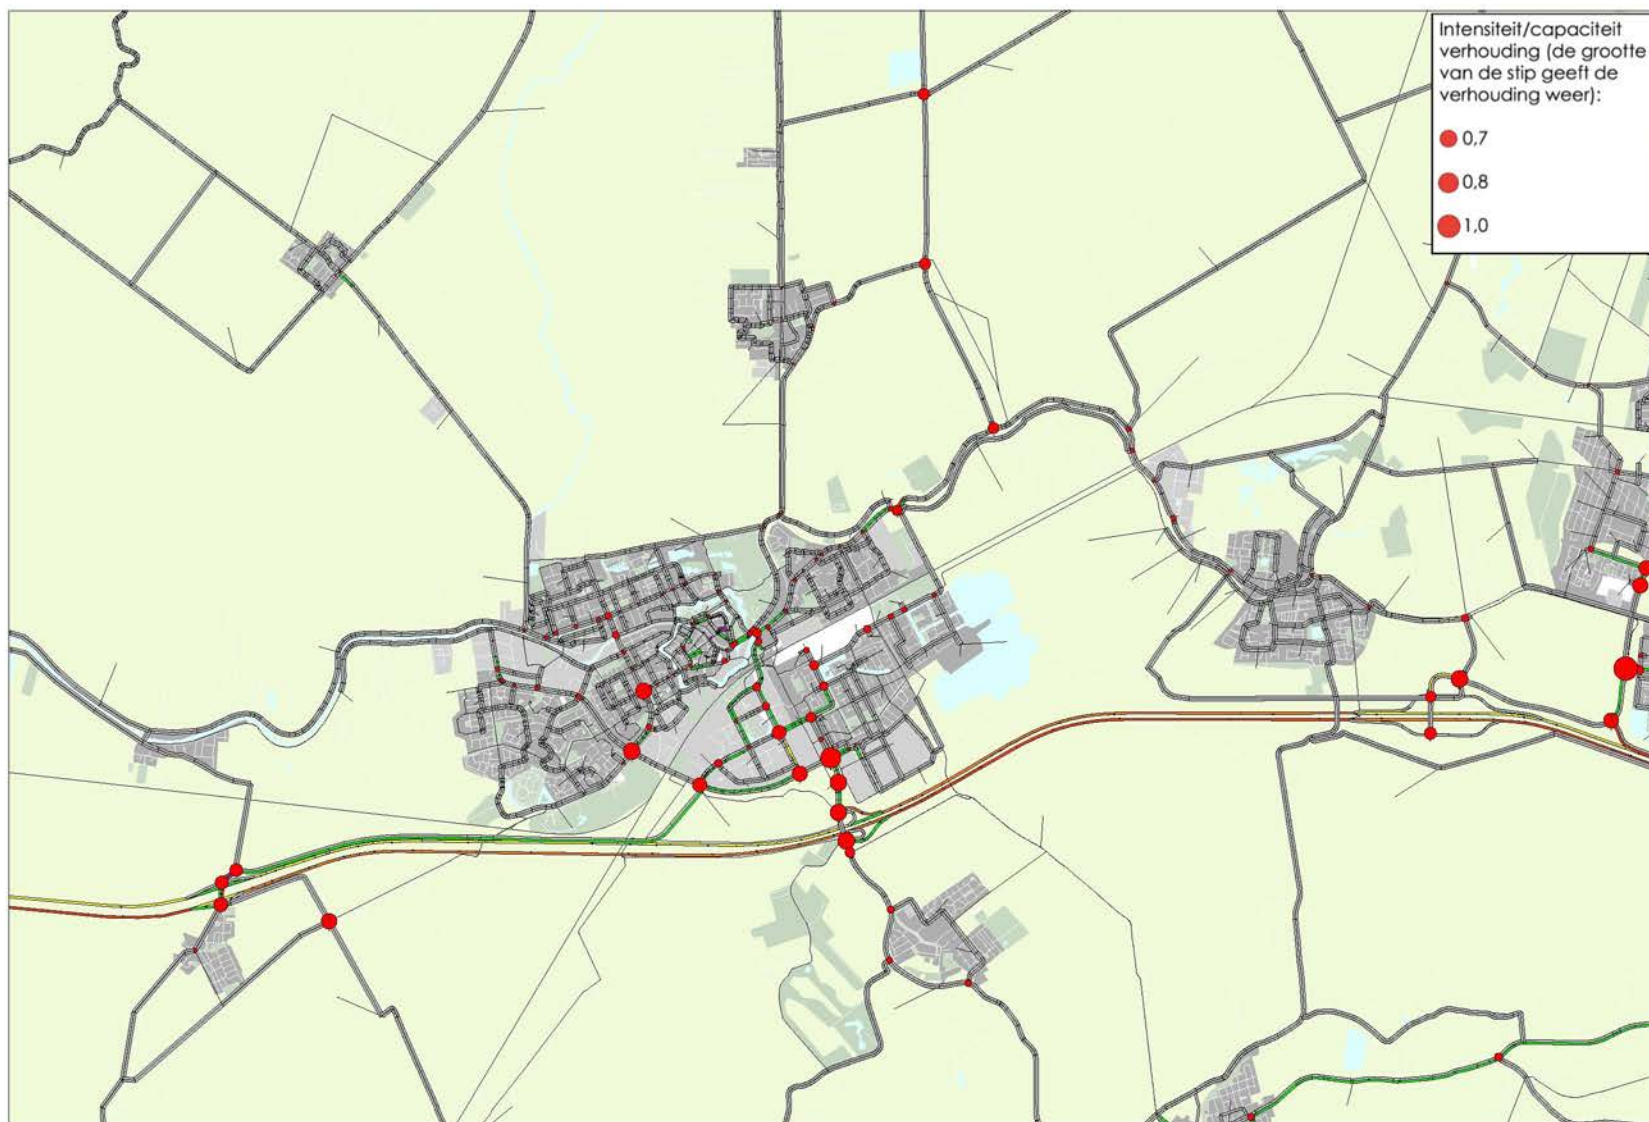 Intensiteit/capaciteit
verhouding (de grootte
van de stip geeft de
verhouding weer):
0,7
0,8
1,0